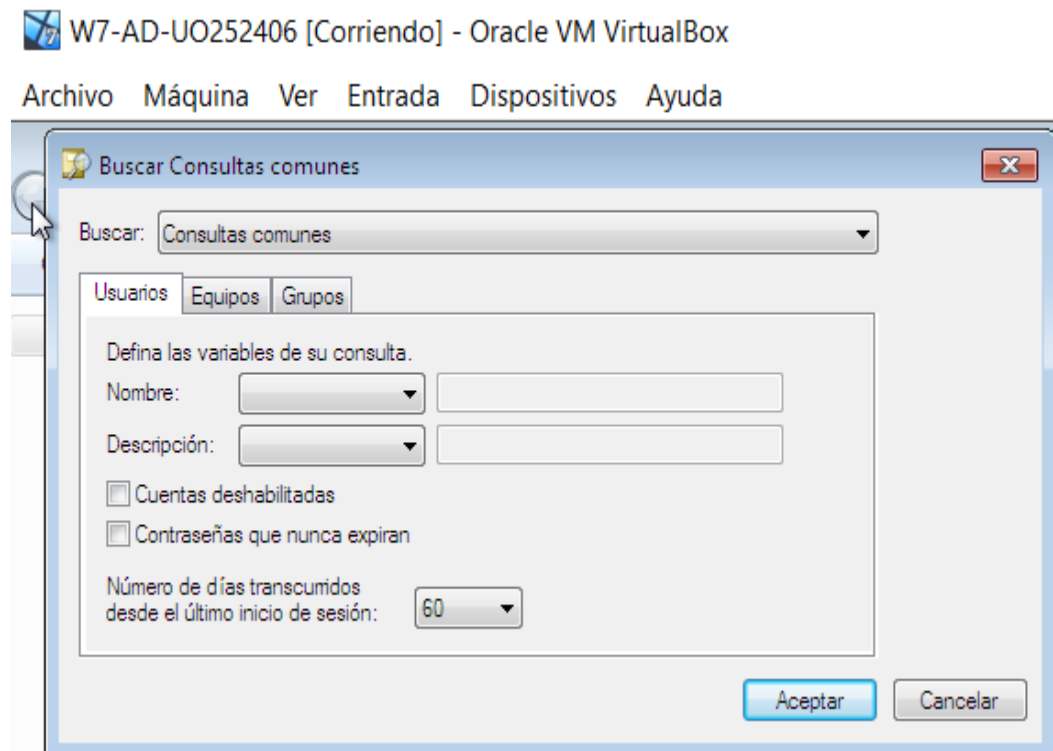 W7-AD-UO252406 [Corriendo] - Oracle VM VirtualBox
Archivo Máquina Ver Entrada Dispositivos Ayuda
Buscar Consultas comunes
Buscar: Consultas comunes
Usuarios Equipos Grupos
Defina las variables de su consulta.
Nombre:
Descripción:
Cuentas deshabilitadas
Contraseñas que nunca expiran
Número de días transcurridos
desde el último inicio de sesión: 60
Aceptar Cancelar